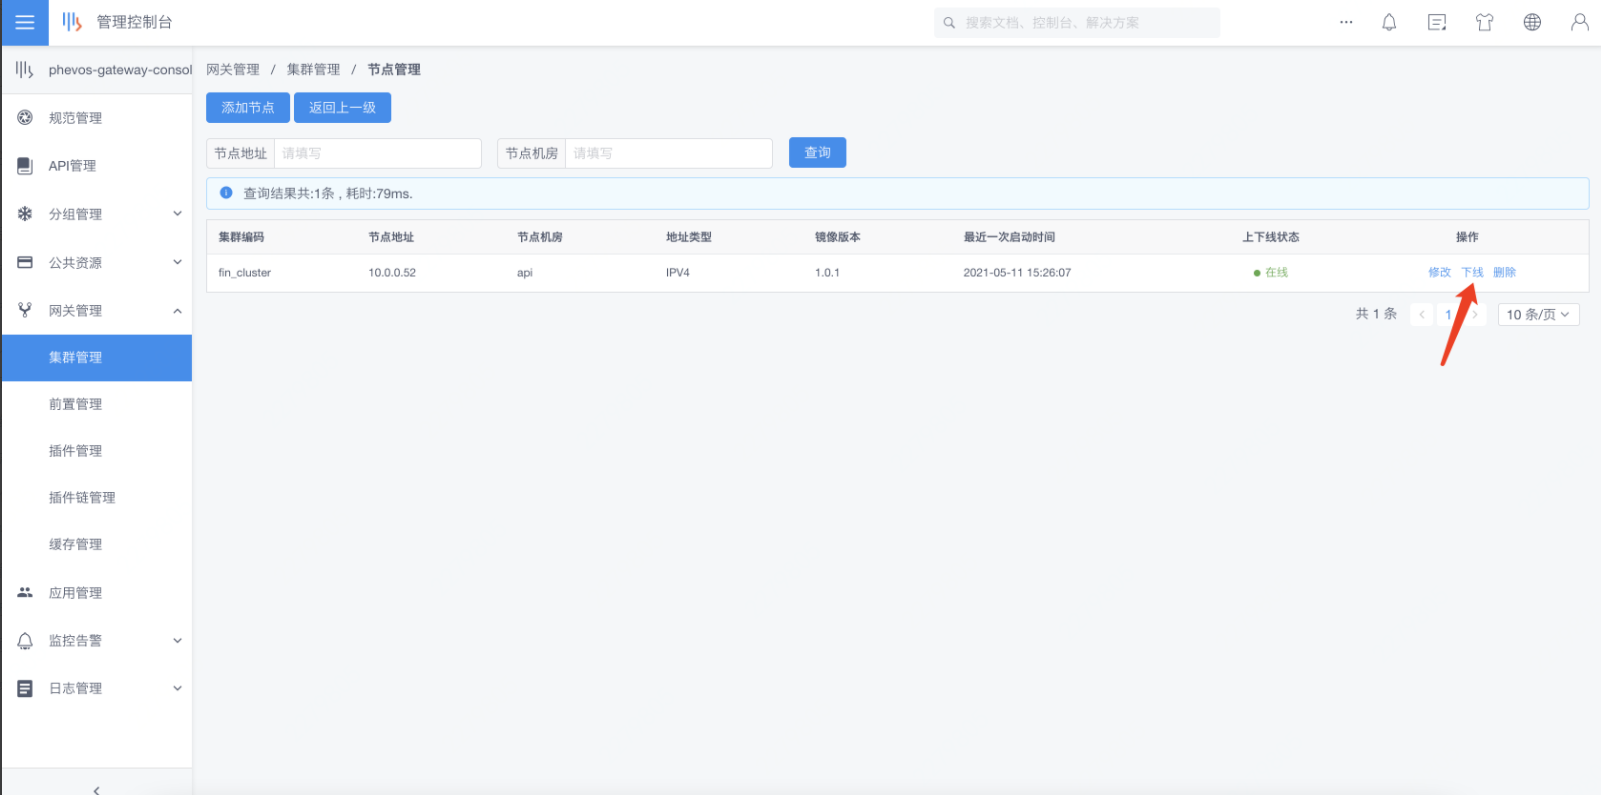 管理控制台
搜索文档、控制台、解决方案
phevos-gateway-consol
规范管理
API管理
分组管理
公共资源
网关管理
集群管理
前置管理
插件管理
插件链管理
缓存管理
应用管理
监控告警
日志管理
网关管理 / 集群管理 / 节点管理
添加节点 返回上一级
节点地址 请填写 节点机房 请填写 查询
查询结果共:1条 , 耗时:79ms.
集群编码 节点地址 节点机房 地址类型 镜像版本 最近一次启动时间 上下线状态 操作
fin_cluster 10.0.0.52 api IPV4 1.0.1 2021-05-11 15:26:07 在线 修改 下线 删除
共 1 条 1 10 条/页